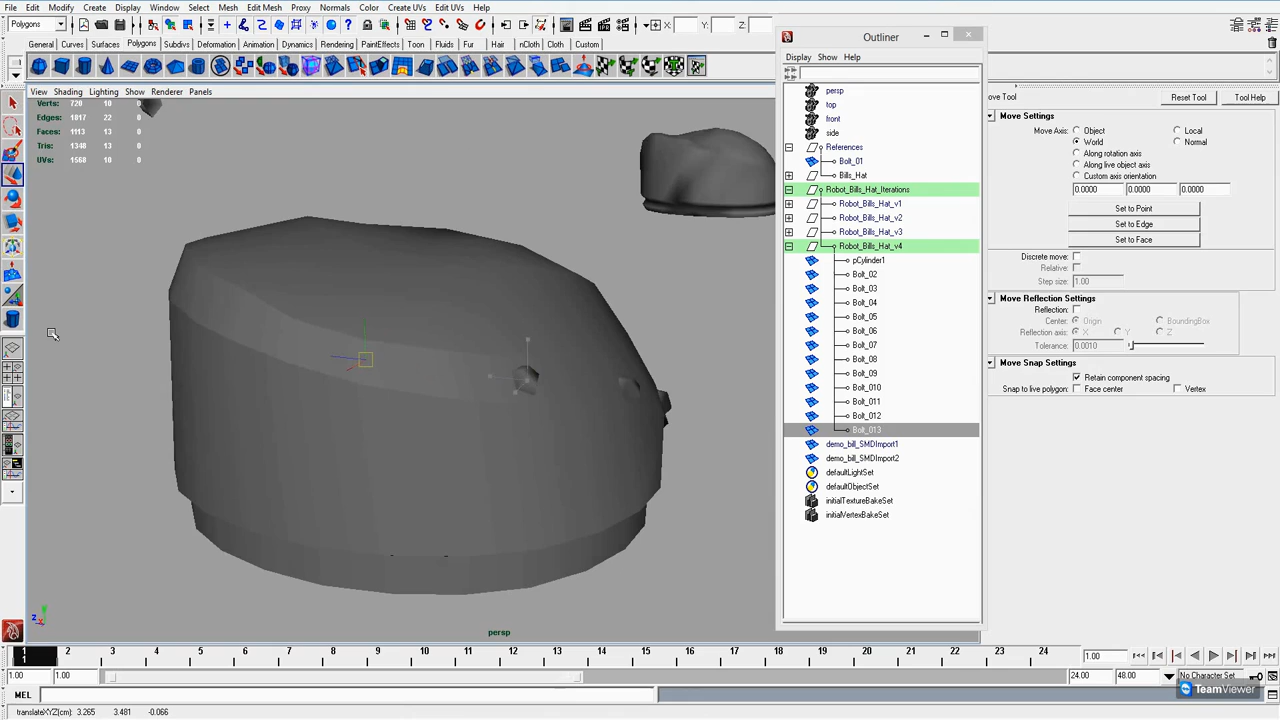 File Edit Modify Create Display Window Select Mesh Edit Mesh Proxy Normals Color Create UVs Edit UVs Help
Polygons X: Y: Z:
General Curves Surfaces Polygons Subdivs Deformation Animation Dynamics Rendering PaintEffects Toon Fluids Fur Hair nCloth Cloth Custom
View Shading Lighting Show Renderer Panels
Verts: 720 10 0
Edges: 1817 22 0
Faces: 1113 13 0
Tris: 1348 13 0
UVs: 1568 10 0
persp
Outliner
Display Show Help
persp
top
front
side
References
Bolt_01
Bills_Hat
Robot_Bills_Hat_Iterations
Robot_Bills_Hat_v1
Robot_Bills_Hat_v2
Robot_Bills_Hat_v3
Robot_Bills_Hat_v4
pCylinder1
Bolt_02
Bolt_03
Bolt_04
Bolt_05
Bolt_06
Bolt_07
Bolt_08
Bolt_09
Bolt_010
Bolt_011
Bolt_012
Bolt_013
demo_bill_SMDImport1
demo_bill_SMDImport2
defaultLightSet
defaultObjectSet
initialTextureBakeSet
initialVertexBakeSet
ove Tool Reset Tool Tool Help
Move Settings
Move Axis: Object Local
World Normal
Along rotation axis
Along live object axis
Custom axis orientation
0.0000 0.0000 0.0000
Set to Point
Set to Edge
Set to Face
Discrete move:
Relative:
Step size: 1.00
Move Reflection Settings
Reflection:
Center: Origin BoundingBox
Reflection axis: X Y Z
Tolerance: 0.0010
Move Snap Settings
Retain component spacing
Snap to live polygon: Face center Vertex
1 2 3 4 5 6 7 8 9 10 11 12 13 14 15 16 17 18 19 20 21 22 23 24 1.00
1
1.00 1.00 24.00 48.00 No Character Set
MEL
TeamViewer
translateXYZ(cm): 3.265 3.481 -0.066